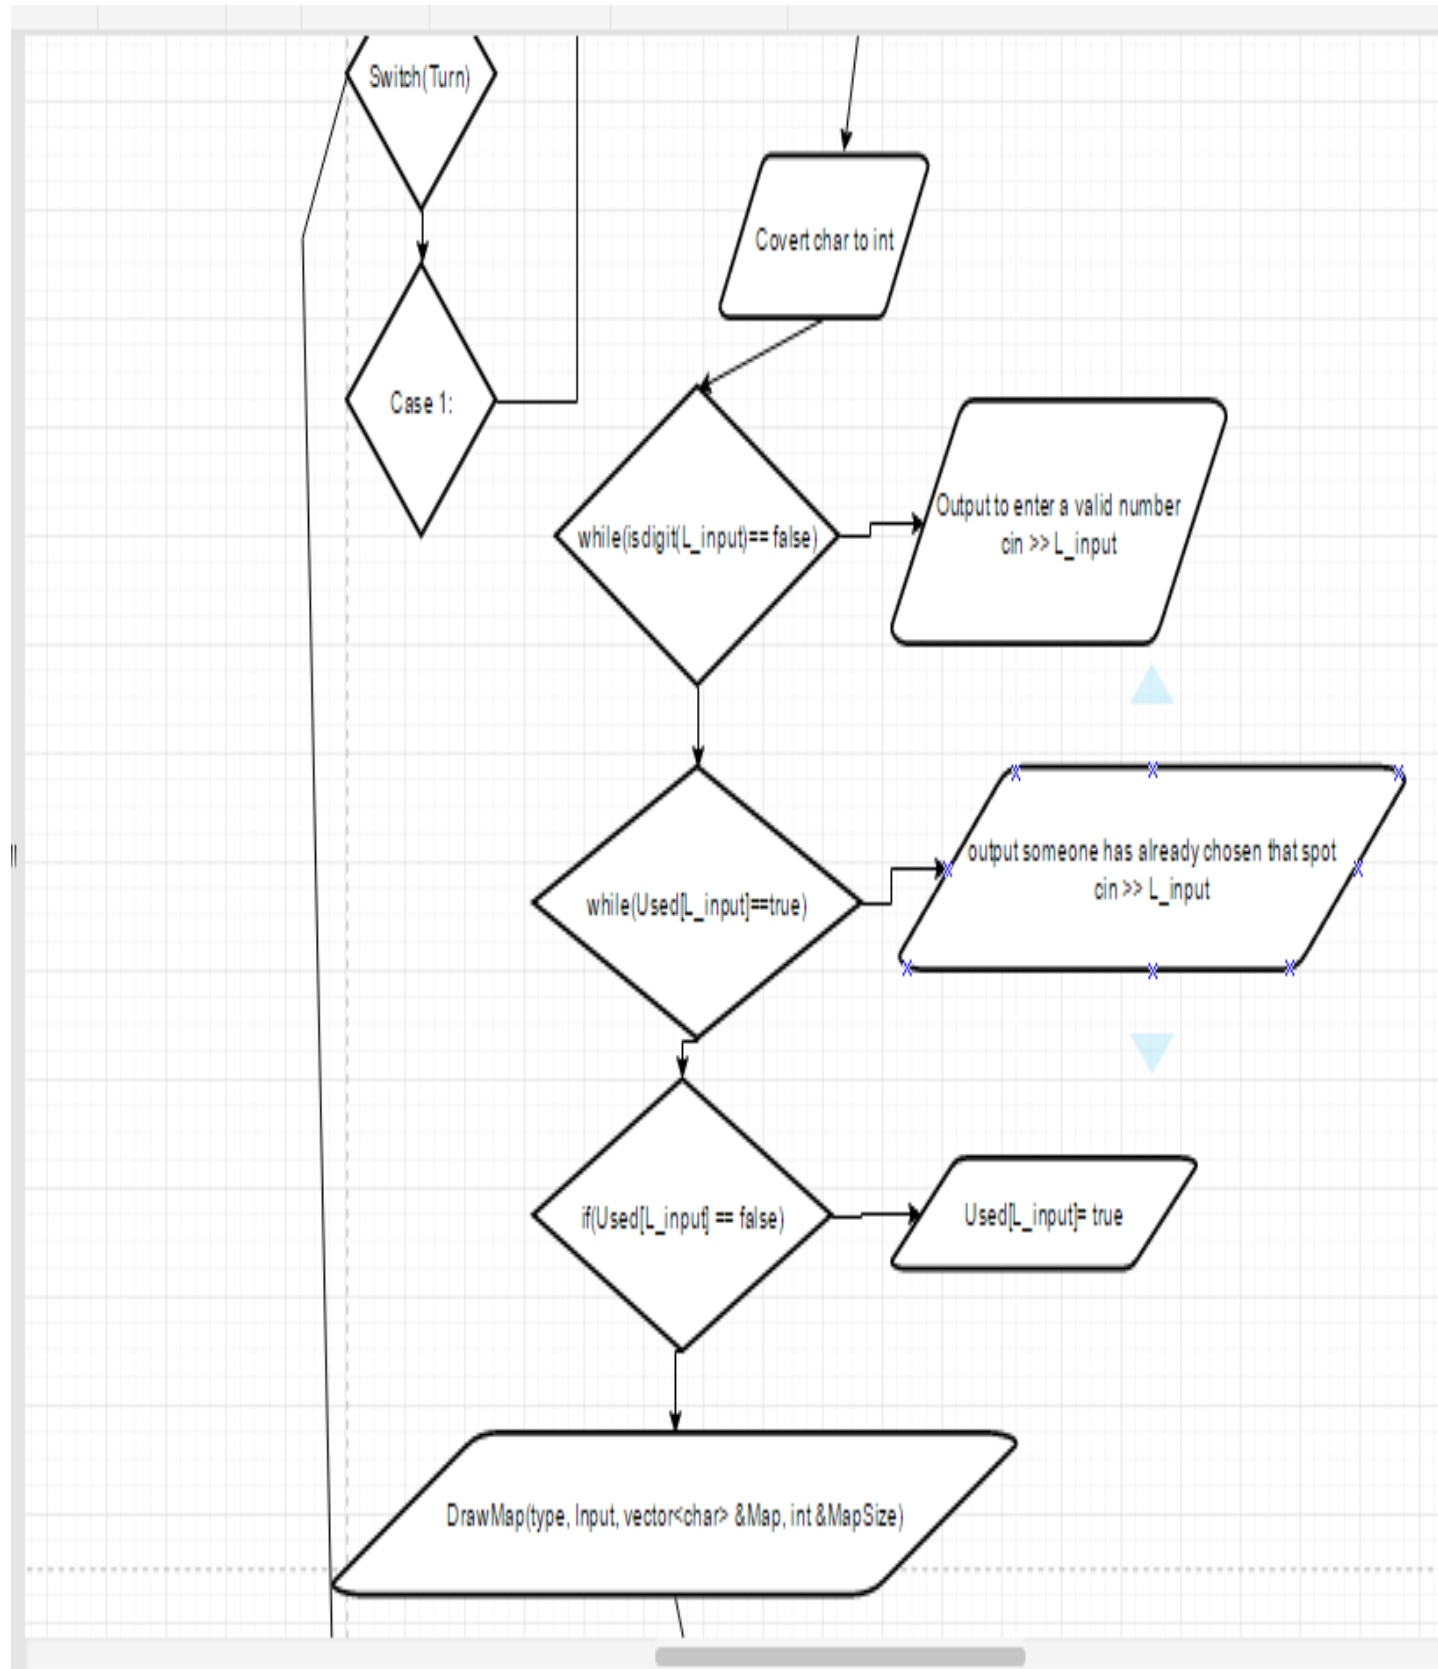 Switch(Turn)
Covert char to int
Case 1:
while(isdigit(L_input)== false)
Output to enter a valid number
cin >> L_input
while(Used[L_input]==true)
output someone has already chosen that spot
cin >> L_input
if(Used[L_input] == false)
Used[L_input]= true
DrawMap(type, Input, vector<char> &Map, int &MapSize)